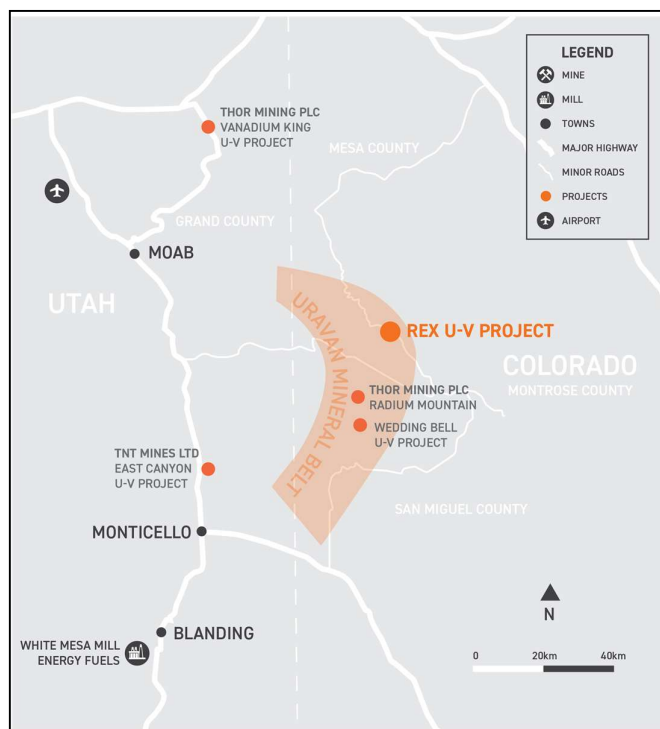 LEGEND
MINE
MILL
TOWNS
MAJOR HIGHWAY
MINOR ROADS
PROJECTS
AIRPORT
THOR MINING PLC
VANADIUM KING
U-V PROJECT
MESA COUNTY
GRAND COUNTY
MOAB
UTAH
URAVAN MINERAL BELT
REX U-V PROJECT
COLORADO
MONTROSE COUNTY
THOR MINING PLC
RADIUM MOUNTAIN
WEDDING BELL
U-V PROJECT
TNT MINES LTD
EAST CANYON
U-V PROJECT
SAN MIGUEL COUNTY
MONTICELLO
BLANDING
WHITE MESA MILL
ENERGY FUELS
N
0 20km 40km